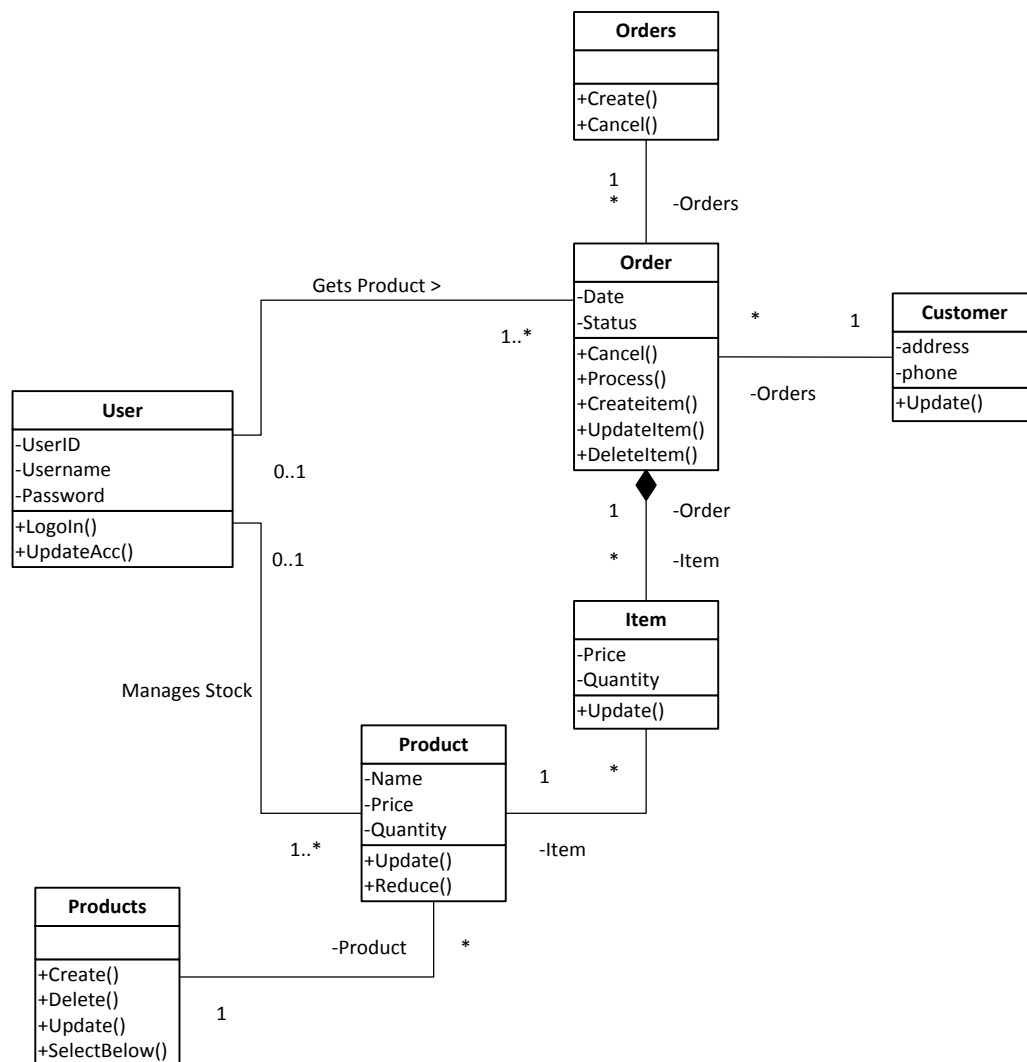 Orders
+Create()
+Cancel()
1
*
-Orders
Order
-Date
-Status
+Cancel()
+Process()
+Createitem()
+UpdateItem()
+DeleteItem()
Gets Product >
1..*
*
1
-Orders
Customer
-address
-phone
+Update()
User
-UserID
-Username
-Password
+LogoIn()
+UpdateAcc()
0..1
0..1
1
-Order
*
-Item
Item
-Price
-Quantity
+Update()
Manages Stock
1..*
Product
-Name
-Price
-Quantity
+Update()
+Reduce()
1
*
-Item
Products
+Create()
+Delete()
+Update()
+SelectBelow()
-Product
*
1